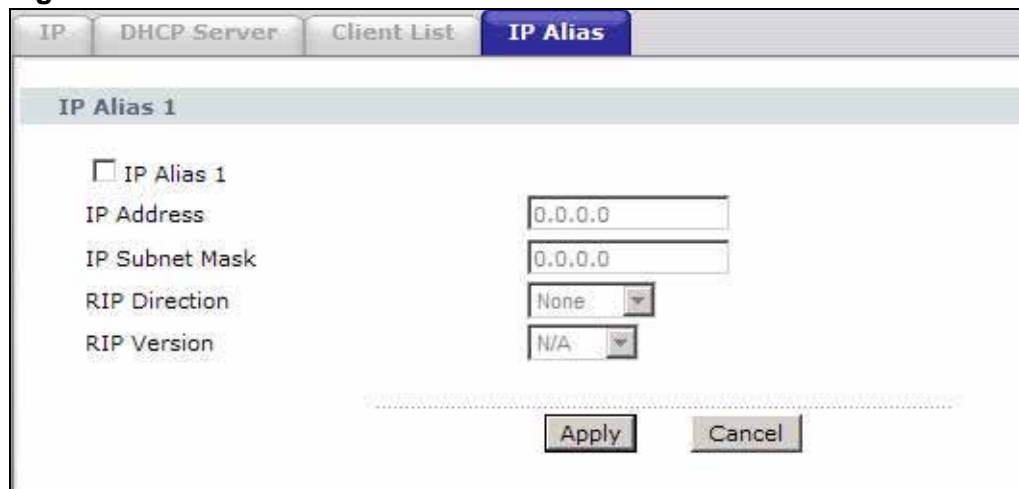 IP DHCP Server Client List IP Alias
IP Alias 1
IP Alias 1
IP Address 0.0.0.0
IP Subnet Mask 0.0.0.0
RIP Direction None
RIP Version N/A
Apply Cancel